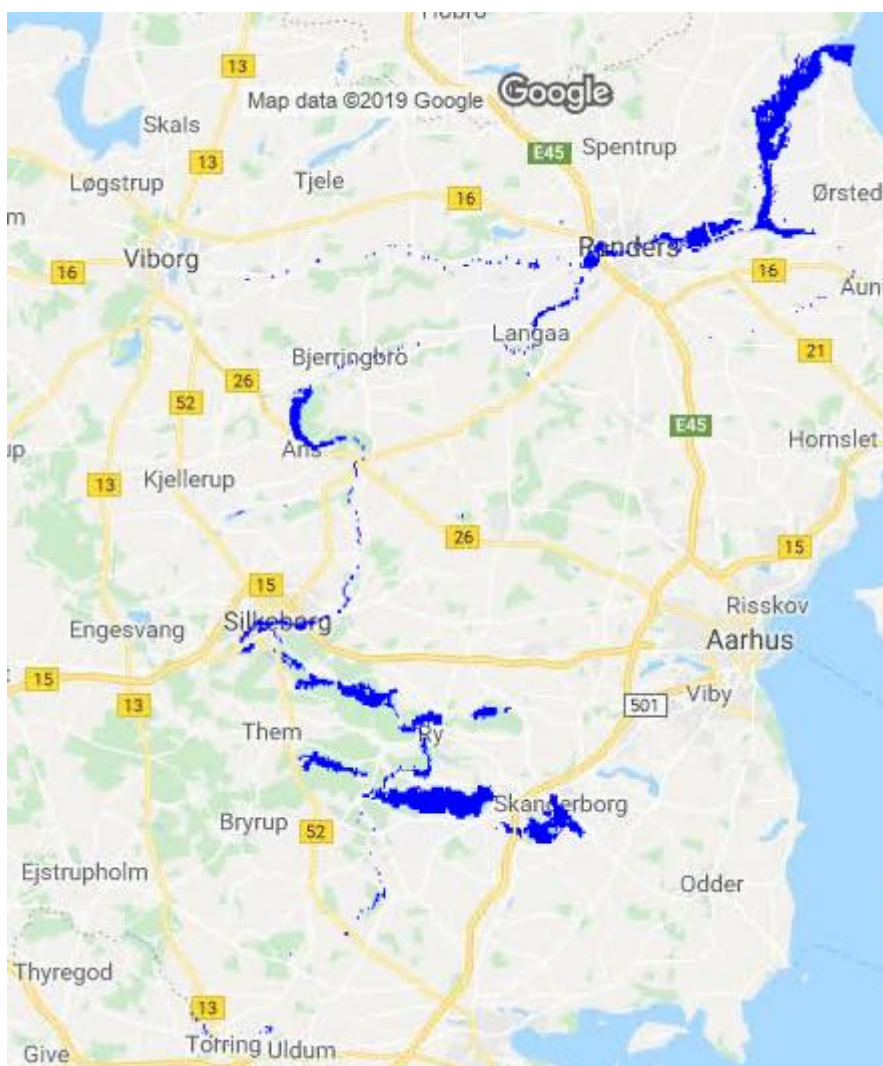 Hobro
13
Map data ©2019 Google
Google
Skals
E45
Spentrup
13
Løgstrup
Tjele
16
Ørsted
m
Viborg
Randers
16
16
Aun
Langaa
Bjerringbro
21
26
52
E45
Ans
Hornslet
up
13
Kjellerup
26
15
15
Risskov
Engesvang
Silkeborg
Aarhus
15
13
501
Viby
Them
Ry
Skanderborg
Bryrup
52
Ejstrupholm
Odder
Thyregod
13
Tørring
Uldum
Give